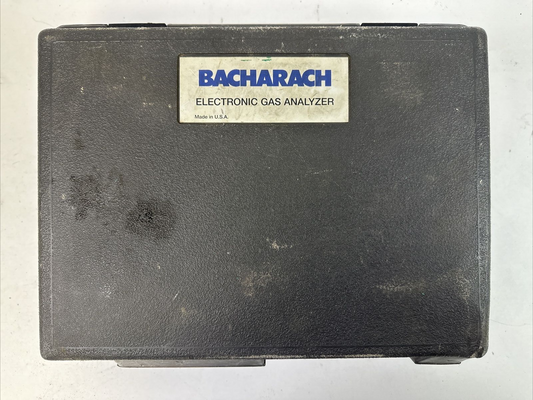 BACHARACH
ELECTRONIC GAS ANALYZER
Made in U.S.A.